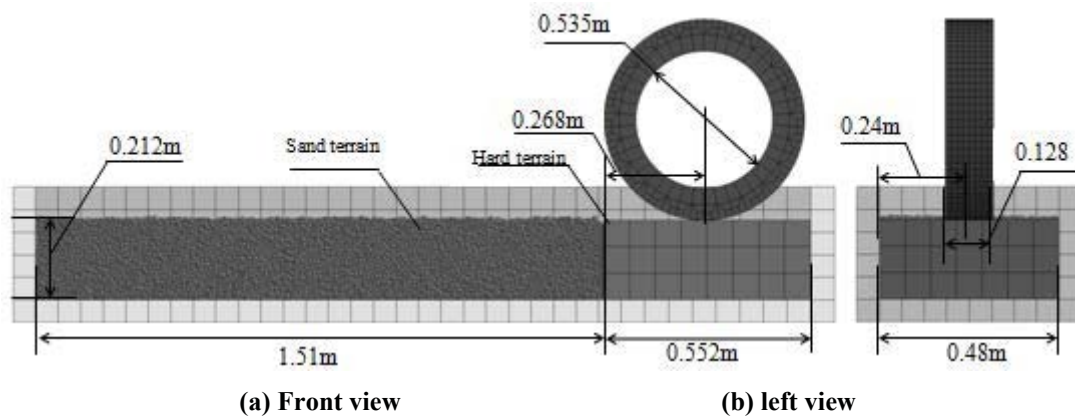 0.535m
0.268m
0.212m
Sand terrain
Hard terrain
0.24m
0.128
1.51m
0.552m
0.48m
(a) Front view
(b) left view